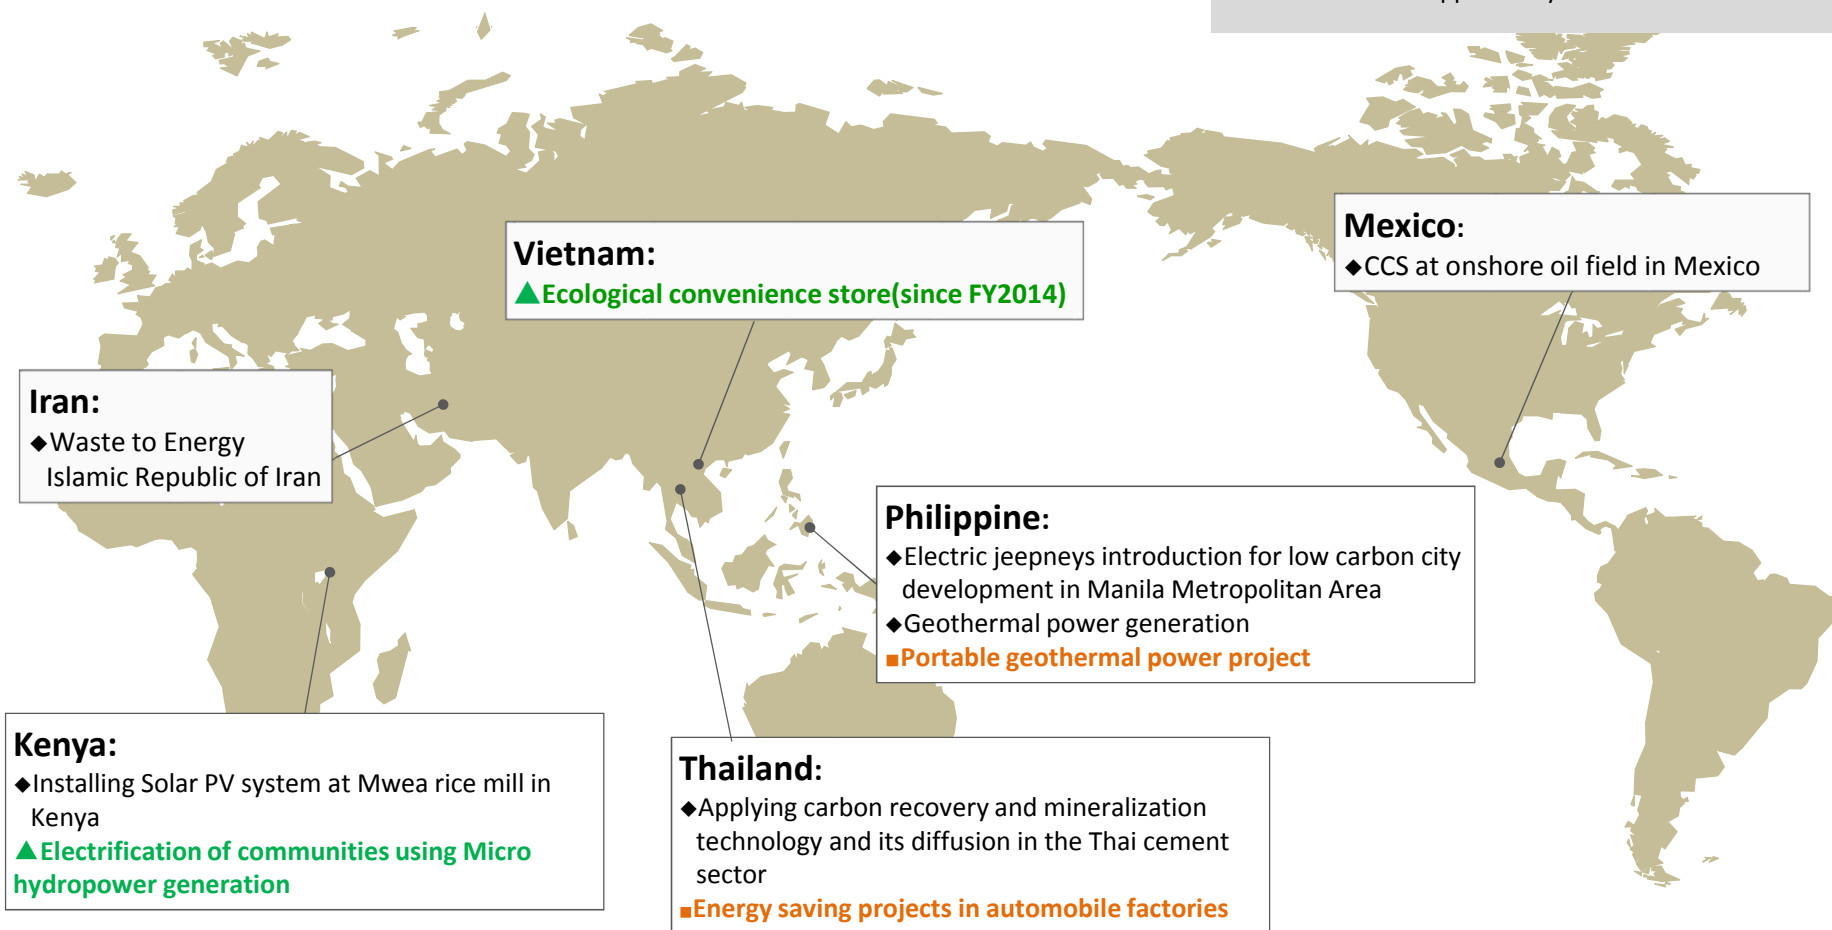 Vietnam:
▲Ecological convenience store(since FY2014)
Mexico:
◆CCS at onshore oil field in Mexico
Iran:
◆Waste to Energy
Islamic Republic of Iran
Philippine:
◆Electric jeepneys introduction for low carbon city
development in Manila Metropolitan Area
◆Geothermal power generation
■Portable geothermal power project
Kenya:
◆Installing Solar PV system at Mwea rice mill in
Kenya
▲Electrification of communities using Micro
hydropower generation
Thailand:
◆Applying carbon recovery and mineralization
technology and its diffusion in the Thai cement
sector
■Energy saving projects in automobile factories